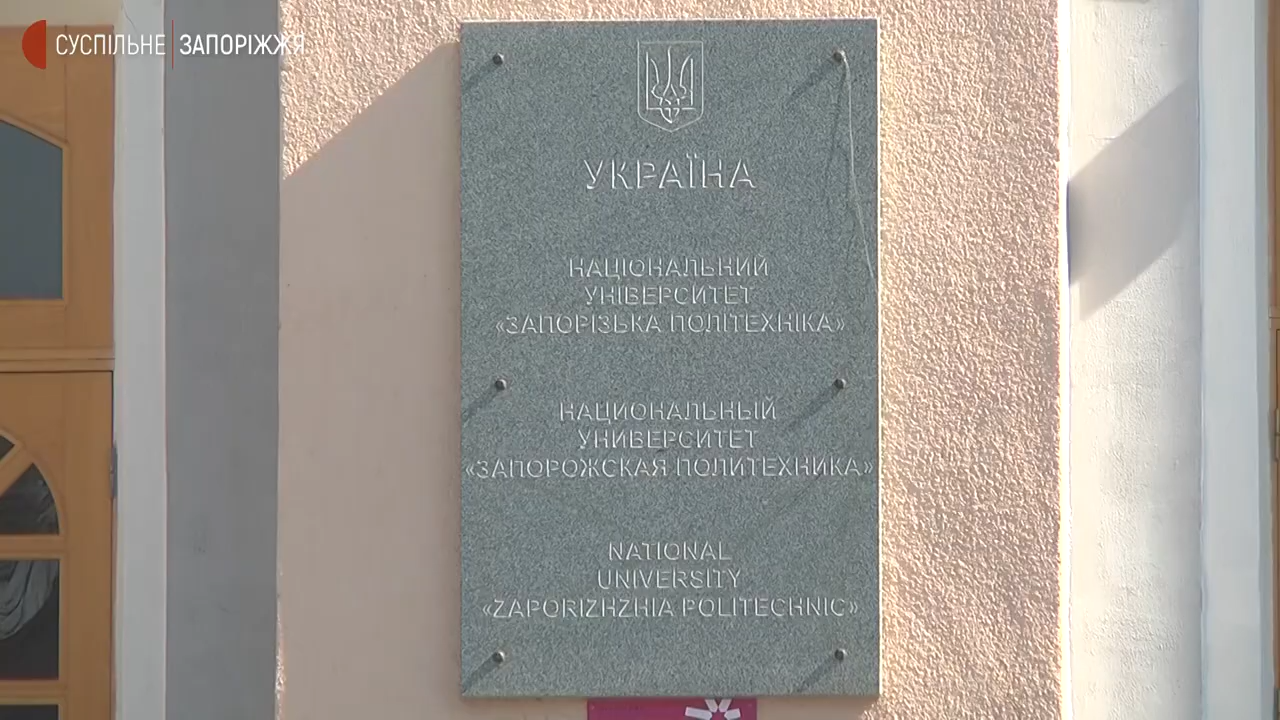 СУСПІЛЬНЕ ЗАПОРІЖЖЯ
УКРАЇНА
НАЦІОНАЛЬНИЙ
УНІВЕРСИТЕТ
«ЗАПОРІЗЬКА ПОЛІТЕХНІКА»
НАЦИОНАЛЬНЫЙ
УНИВЕРСИТЕТ
«ЗАПОРОЖСКАЯ ПОЛИТЕХНИКА»
NATIONAL
UNIVERSITY
«ZAPORIZHZHIA POLITECHNIC»